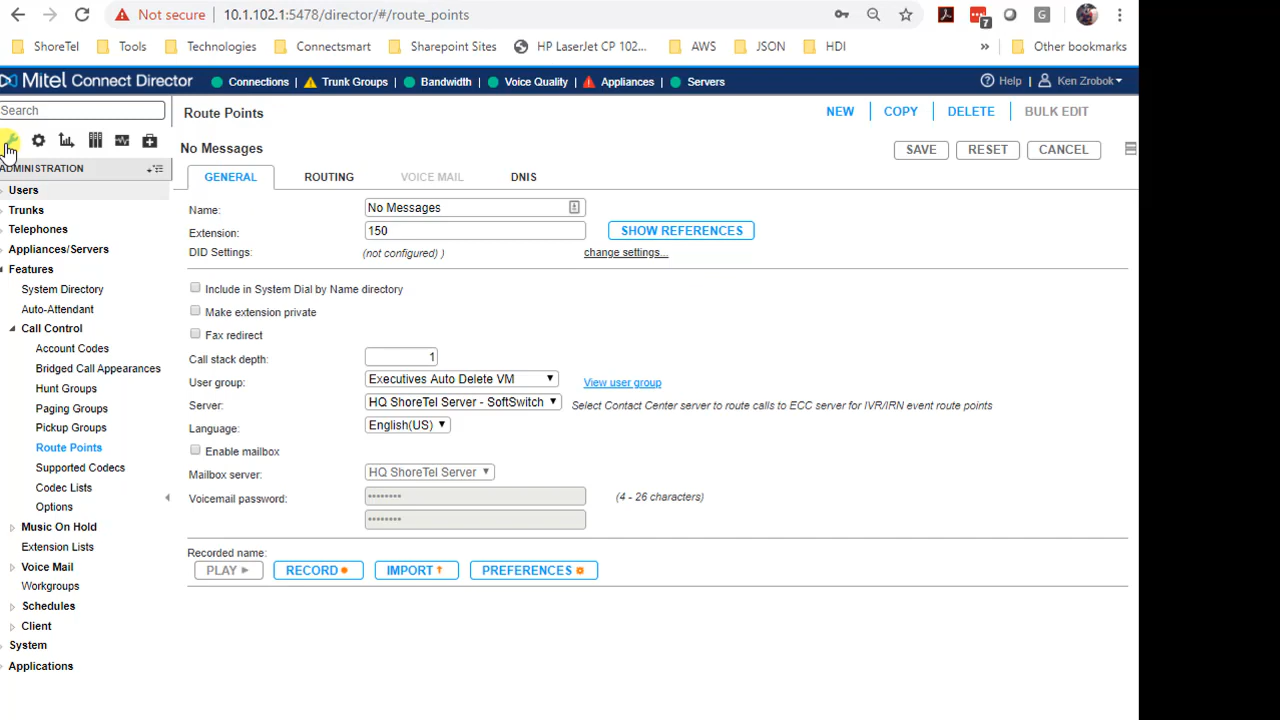 Not secure 10.1.102.1:5478/director/#/route_points 7 G
ShoreTel Tools Technologies Connectsmart Sharepoint Sites HP LaserJet CP 102... AWS JSON HDI » Other bookmarks
Mitel Connect Director Connections Trunk Groups Bandwidth Voice Quality Appliances Servers Help Ken Zrobok
Search
Route Points NEW COPY DELETE BULK EDIT
No Messages SAVE RESET CANCEL
ADMINISTRATION
GENERAL ROUTING VOICE MAIL DNIS
Users
Trunks
Telephones
Appliances/Servers
Features
System Directory
Auto-Attendant
Call Control
Account Codes
Bridged Call Appearances
Hunt Groups
Paging Groups
Pickup Groups
Route Points
Supported Codecs
Codec Lists
Options
Music On Hold
Extension Lists
Voice Mail
Workgroups
Schedules
Client
System
Applications
Name: No Messages
Extension: 150 SHOW REFERENCES
DID Settings: (not configured) ) change settings...
Include in System Dial by Name directory
Make extension private
Fax redirect
Call stack depth: 1
User group: Executives Auto Delete VM View user group
Server: HQ ShoreTel Server - SoftSwitch Select Contact Center server to route calls to ECC server for IVR/IRN event route points
Language: English(US)
Enable mailbox
Mailbox server: HQ ShoreTel Server
Voicemail password: •••••••• (4 - 26 characters)
••••••••
Recorded name:
PLAY RECORD IMPORT PREFERENCES